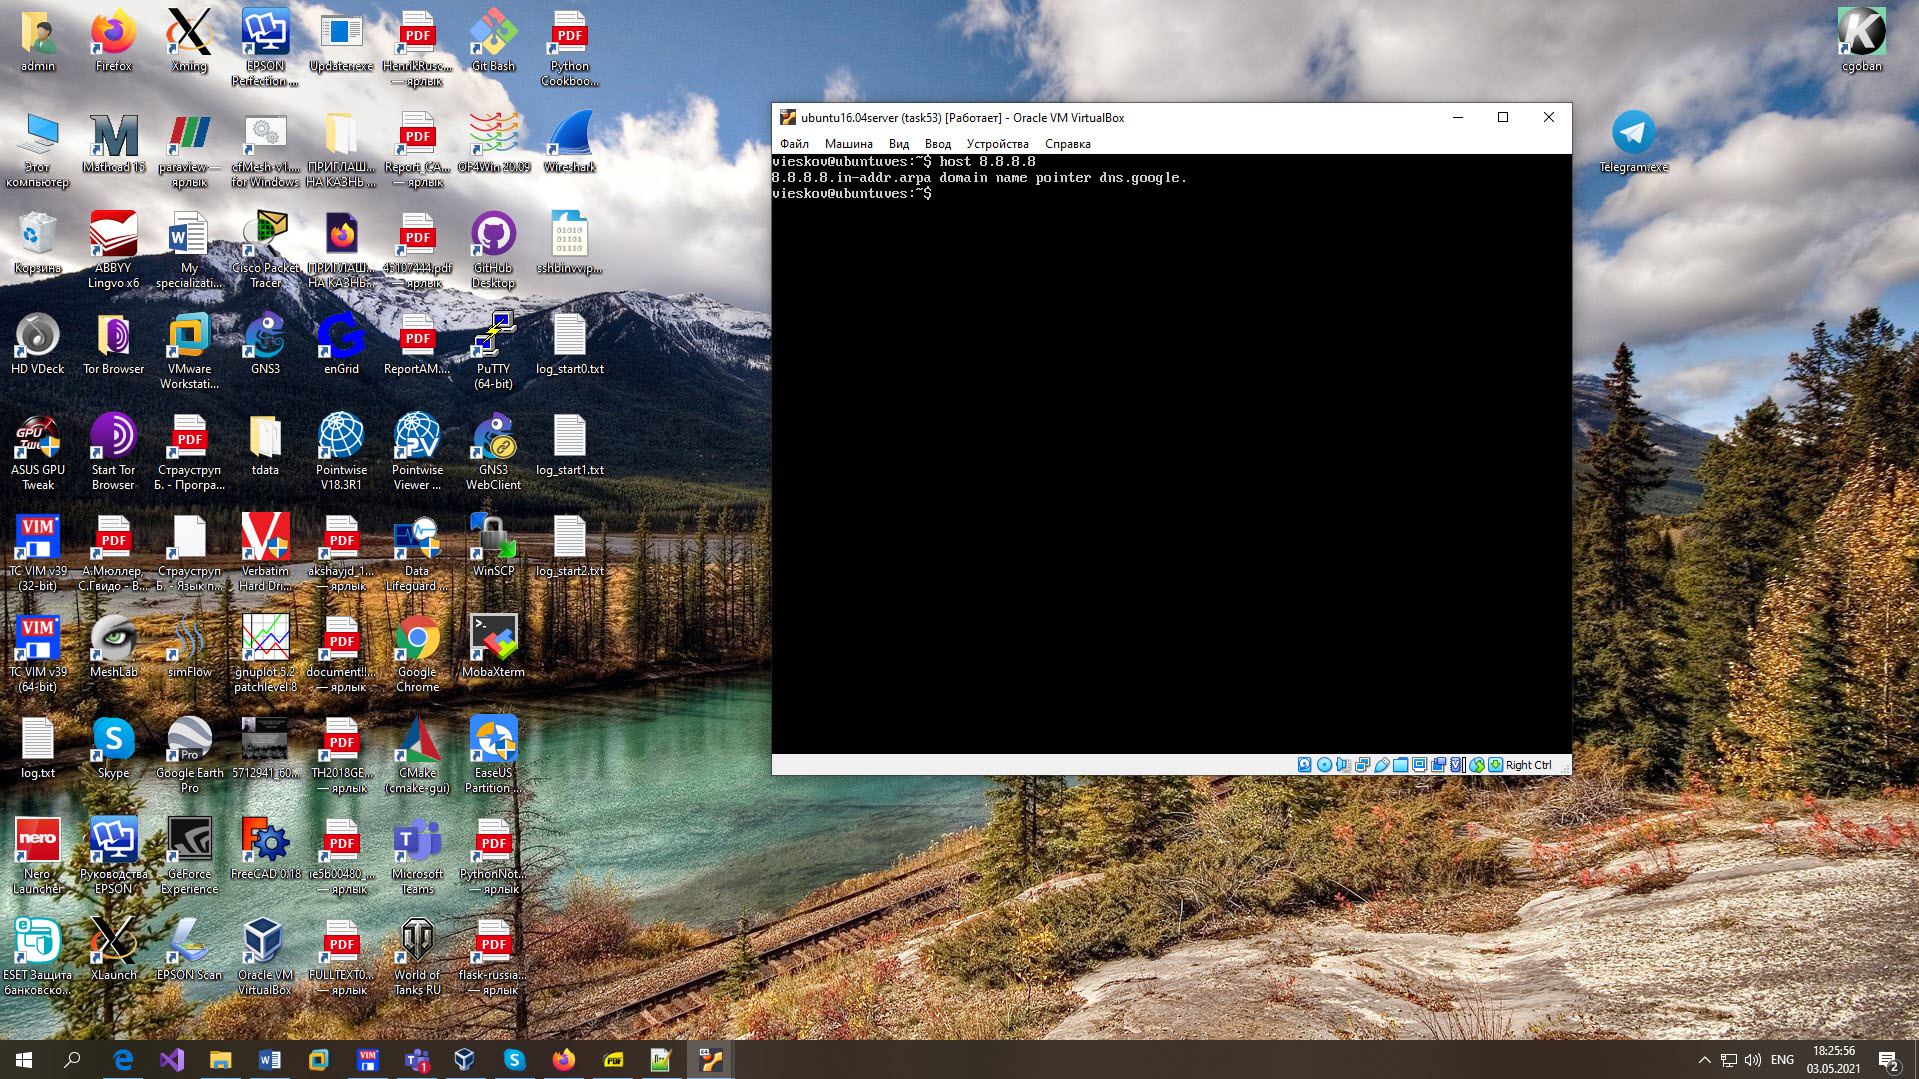 admin
Firefox
Xming
EPSON
Perfection ...
Updater.exe
HenrikRusc...
— ярлык
Git Bash
Python
Cookboo...
cgoban
Этот
компьютер
Mathcad 15
paraview—
ярлык
cfMesh-v1....
for Windows
ПРИГЛАШ...
НА КАЗНЬ ...
Report_CA...
— ярлык
OF4Win 20.09
Wireshark
Telegram.exe
Корзина
ABBYY
Lingvo x6
My
specializati...
Cisco Packet
Tracer
ПРИГЛАШ...
НА КАЗНЬ...
45107444.pdf
— ярлык
GitHub
Desktop
sshbinvv.p...
HD VDeck
Tor Browser
VMware
Workstati...
GNS3
enGrid
ReportAM....
PuTTY
(64-bit)
log_start0.txt
ASUS GPU
Tweak
Start Tor
Browser
Страуструп
Б. - Програ...
tdata
Pointwise
V18.3R1
Pointwise
Viewer ...
GNS3
WebClient
log_start1.txt
TC VIM v39
(32-bit)
А.Мюллер,
С.Гвидо - В...
Страуструп
Б. - Язык п...
Verbatim
Hard Dri...
akshayjd_1...
— ярлык
Data
Lifeguard ...
WinSCP
log_start2.txt
TC VIM v39
(64-bit)
MeshLab
simFlow
gnuplot 5.2
patchlevel 8
document!!...
— ярлык
Google
Chrome
MobaXterm
log.txt
Skype
Google Earth
Pro
5712941_60...
TH2018GE...
— ярлык
CMake
(cmake-gui)
EaseUS
Partition ...
Nero
Launcher
Руководства
EPSON
GeForce
Experience
FreeCAD 0.18
ie5b00480_...
— ярлык
Microsoft
Teams
PythonNot...
— ярлык
ESET Защита
банковско...
XLaunch
EPSON Scan
Oracle VM
VirtualBox
FULLTEXT0...
— ярлык
World of
Tanks RU
flask-russia...
— ярлык
ubuntu16.04server (task53) [Работает] - Oracle VM VirtualBox
Файл Машина Вид Ввод Устройства Справка
vieskov@ubuntuves:~$ host 8.8.8.8
8.8.8.8.in-addr.arpa domain name pointer dns.google.
vieskov@ubuntuves:~$
Right Ctrl
ENG
18:25:56
03.05.2021
2